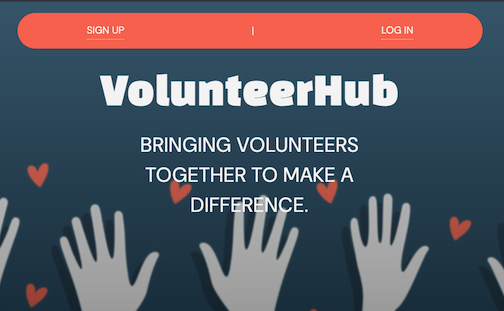 SIGN UP | LOG IN
VolunteerHub
BRINGING VOLUNTEERS
TOGETHER TO MAKE A
DIFFERENCE.